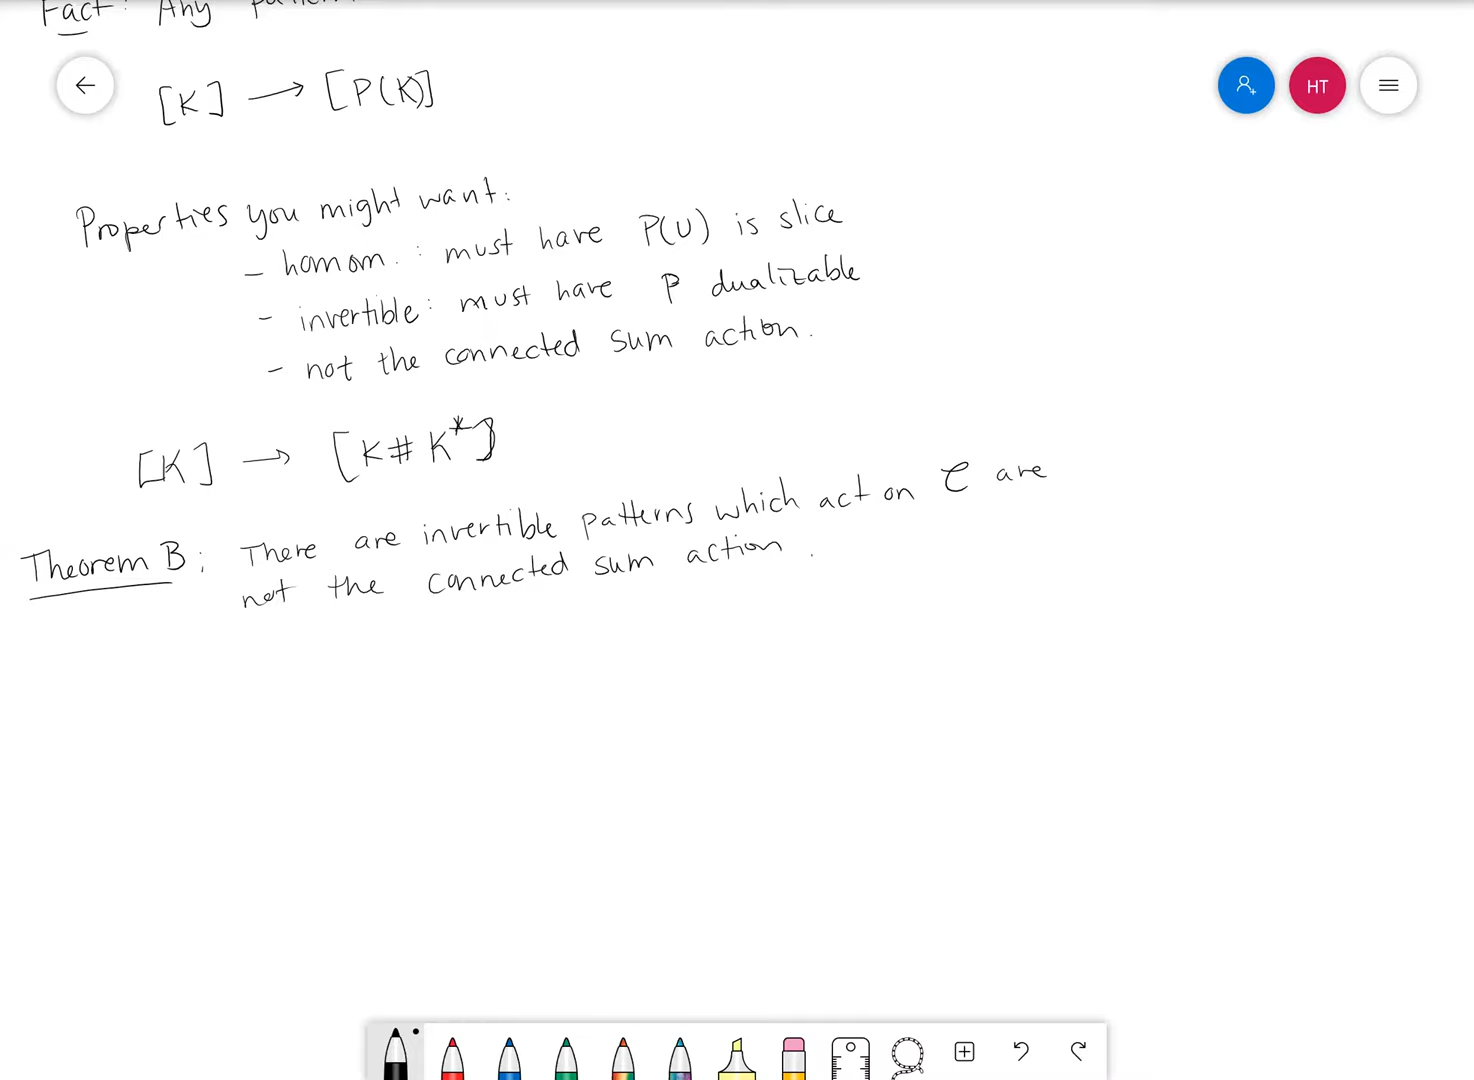 Fact: Any
[K] → [P(K)]
HT
Properties you might want:
- homom.: must have P(U) is slice
- invertible: must have P dualizable
- not the connected sum action.
[K] → [K # K*]
Theorem B: There are invertible patterns which act on C are
not the connected sum action.